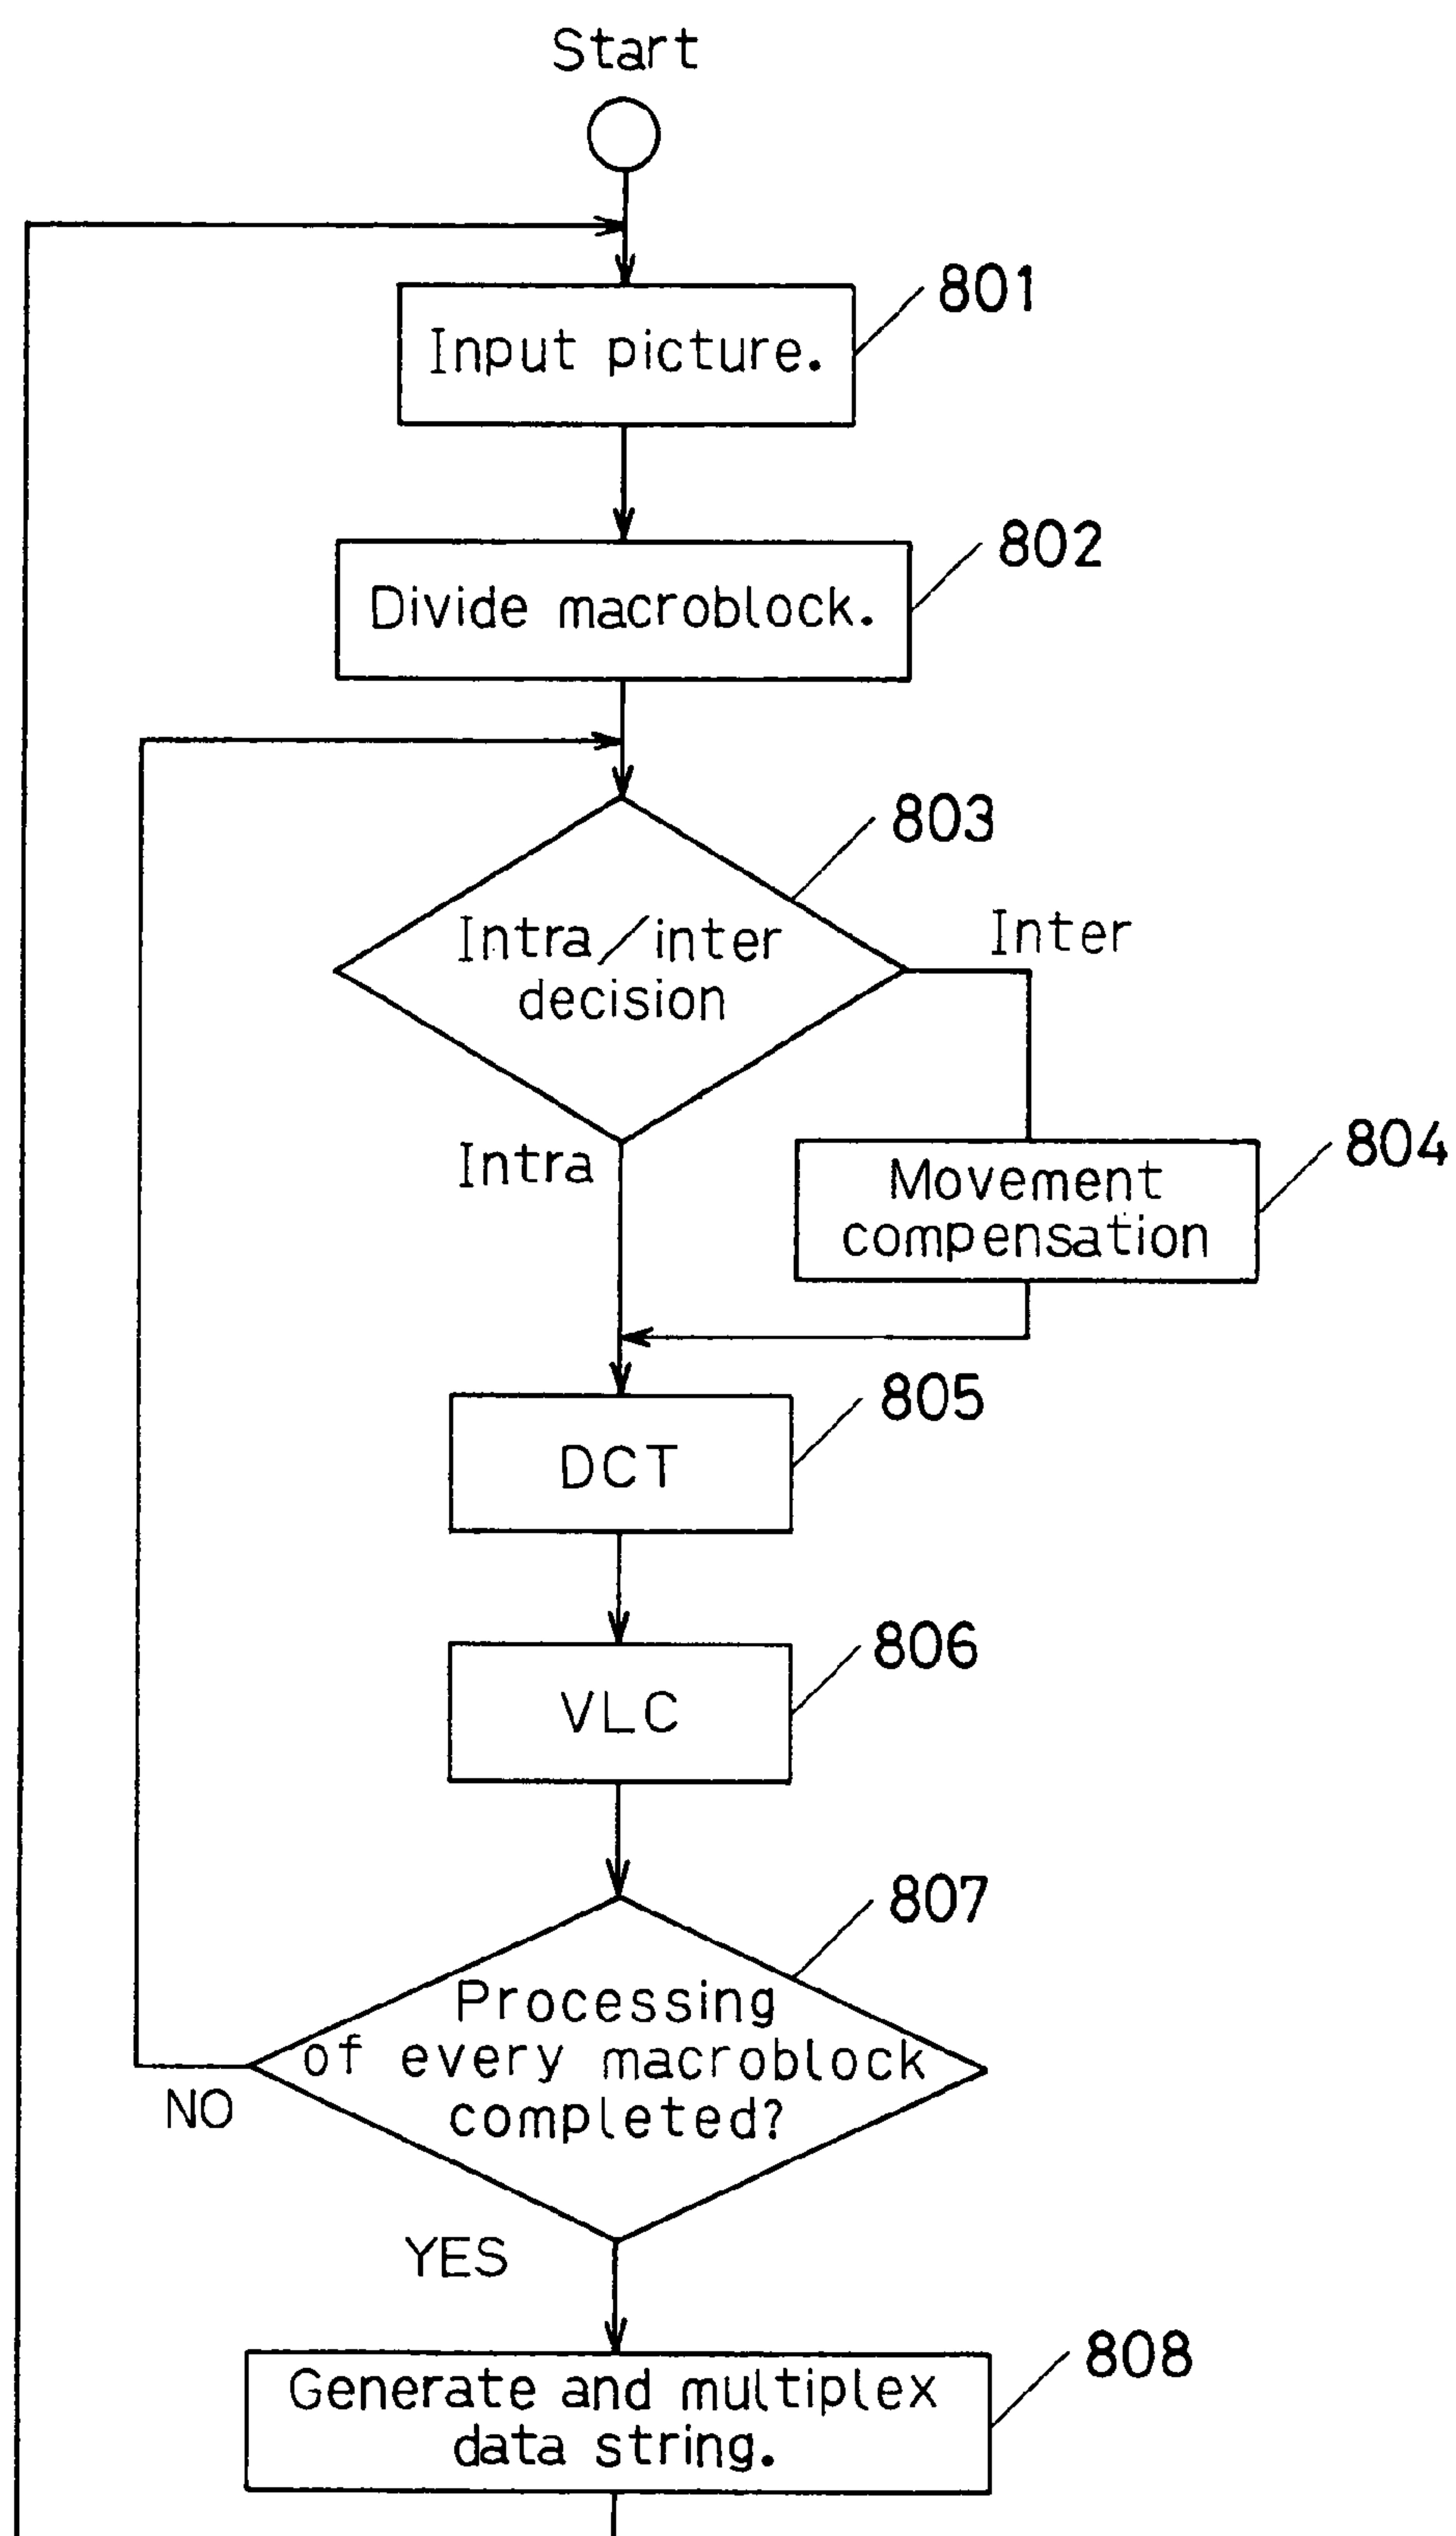 Start
801
Input picture.
802
Divide macroblock.
803
Intra/inter
decision
Inter
Intra
804
Movement
compensation
805
DCT
806
VLC
807
Processing
of every macroblock
completed?
NO
YES
808
Generate and multiplex
data string.